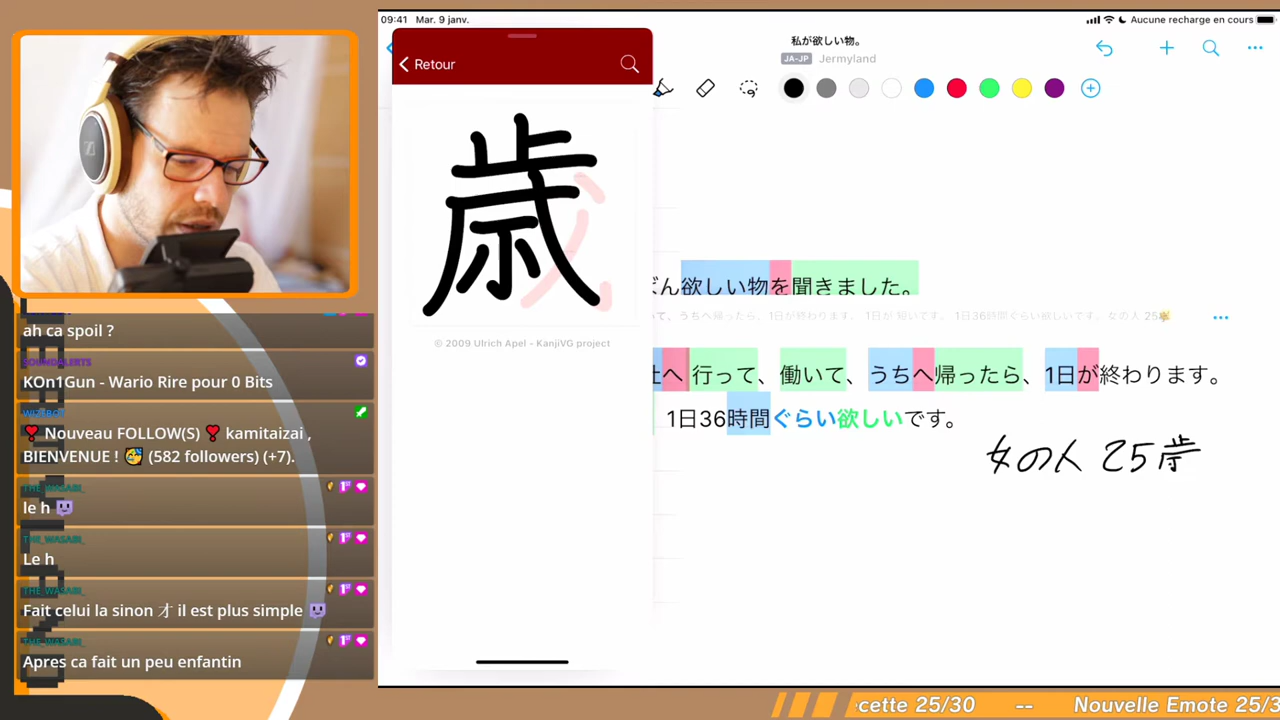 09:41 Mar. 9 janv.
Aucune recharge en cours
Retour
歳
© 2009 Ulrich Apel - KanjiVG project
私が欲しい物。
JA-JP Jermyland
ばん欲しい物を聞きました。
て、うちへ帰ったら、1日が終わります。 1日が 短いです。 1日36時間ぐらい欲しいです。女の人 25
へ 行って、働いて、うちへ帰ったら、1日が終わります。
1日36時間ぐらい欲しいです。
女の人 25
ah ca spoil ?
SOUNDALERTS
KOn1Gun - Wario Rire pour 0 Bits
WIZEBOT
Nouveau FOLLOW(S) kamitaizai ,
BIENVENUE ! (582 followers) (+7).
THE_WASABI_
le h
THE_WASABI_
Le h
THE_WASABI_
Fait celui la sinon 才 il est plus simple
THE_WASABI_
Apres ca fait un peu enfantin
cette 25/30 -- Nouvelle Emote 25/3